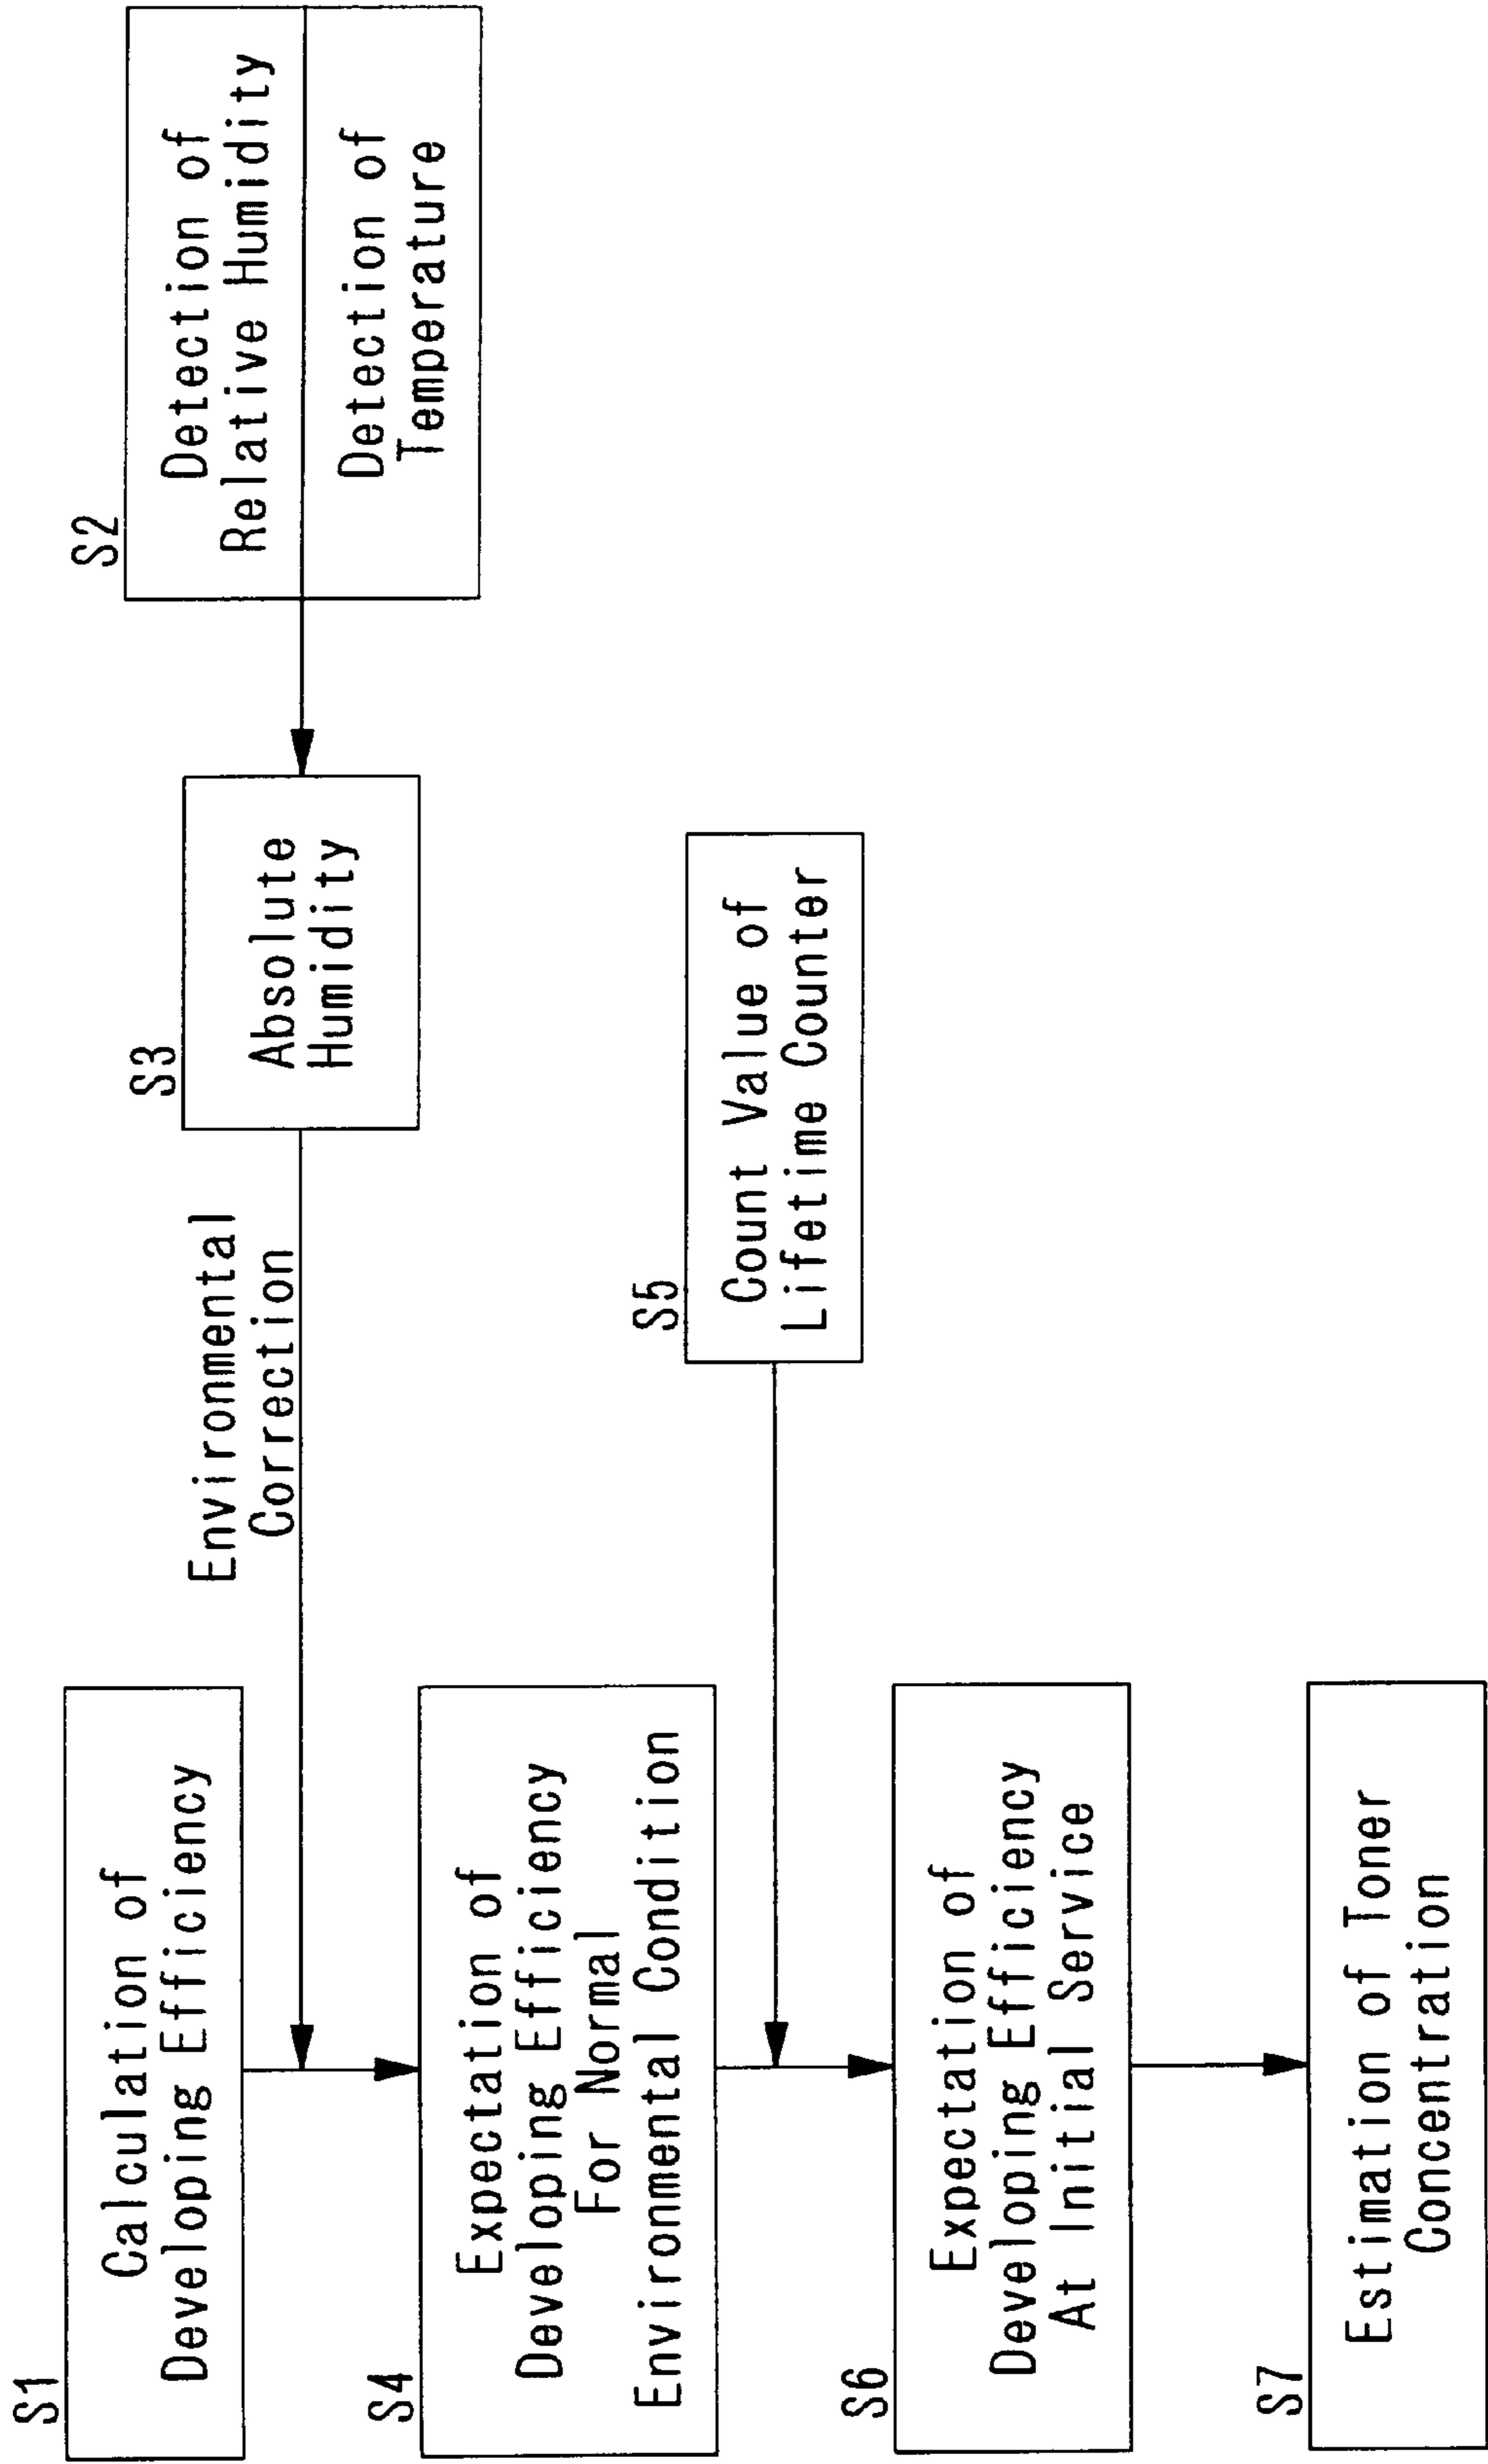 S1
Calculation of
Developing Efficiency
S2
Detection of
Relative Humidity
Detection of
Temperature
S3
Absolute
Humidity
Environmental
Correction
S4
Expectation of
Developing Efficiency
For Normal
Environmental Condition
S5
Count Value of
Lifetime Counter
S6
Expectation of
Developing Efficiency
At Initial Service
S7
Estimation of Toner
Concentration